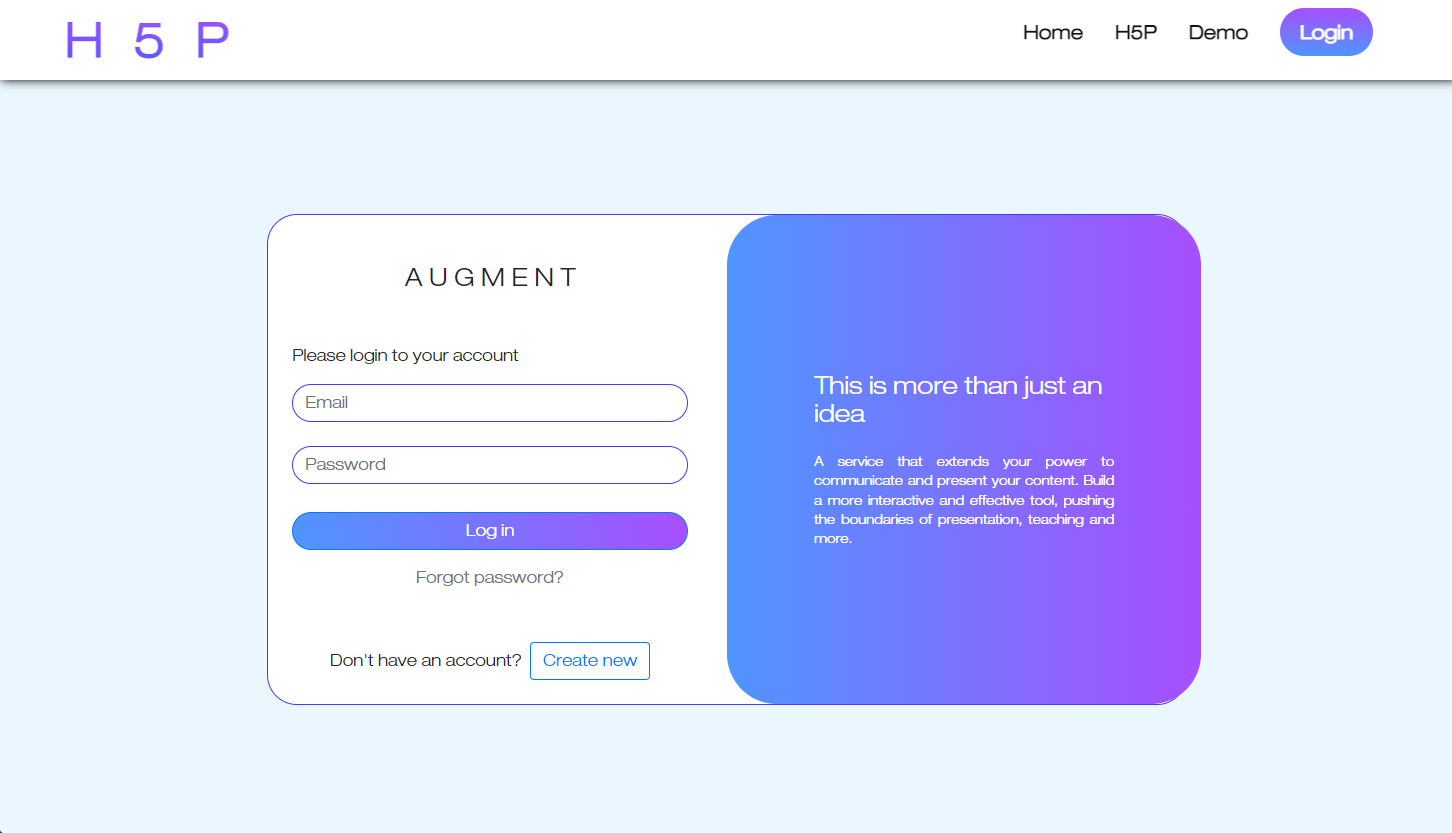 H 5 P
Home H5P Demo Login
AUGMENT
Please login to your account
Email
Password
Log in
Forgot password?
Don't have an account? Create new
This is more than just an
idea
A service that extends your power to
communicate and present your content. Build
a more interactive and effective tool, pushing
the boundaries of presentation, teaching and
more.